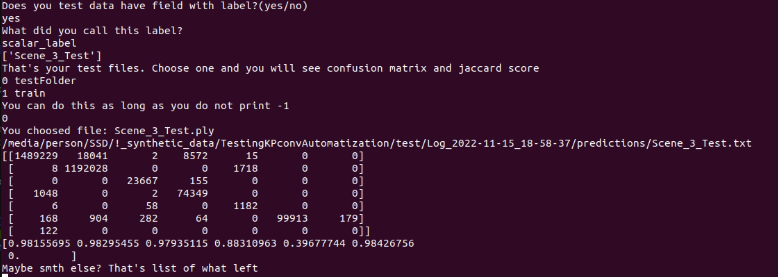 Does you test data have field with label?(yes/no)
yes
What did you call this label?
scalar_label
['Scene_3_Test']
That's your test files. Choose one and you will see confusion matrix and jaccard score
0 testFolder
1 train
You can do this as long as you do not print -1
0
You choosed file: Scene_3_Test.ply
/media/person/SSD/!_synthetic_data/TestingKPconvAutomatization/test/Log_2022-11-15_18-58-37/predictions/Scene_3_Test.txt
[[1489229 18041 2 8572 15 0 0]
[ 8 1192028 0 0 1718 0 0]
[ 0 0 23667 155 0 0 0]
[ 1048 0 2 74349 0 0 0]
[ 6 0 58 0 1182 0 0]
[ 168 904 282 64 0 99913 179]
[ 122 0 0 0 0 0 0]]
[0.98155695 0.98295455 0.97935115 0.88310963 0.39677744 0.98426756
0. ]
Maybe smth else? That's list of what left